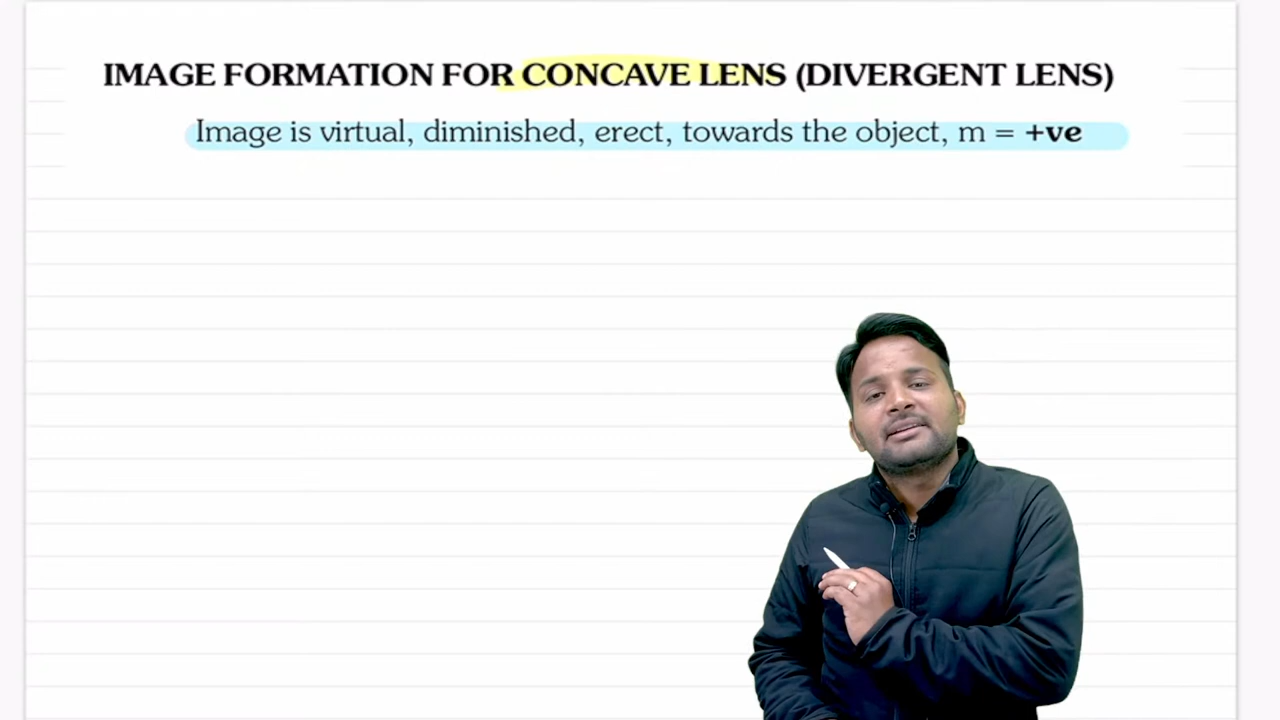 IMAGE FORMATION FOR CONCAVE LENS (DIVERGENT LENS)
Image is virtual, diminished, erect, towards the object, m = +ve